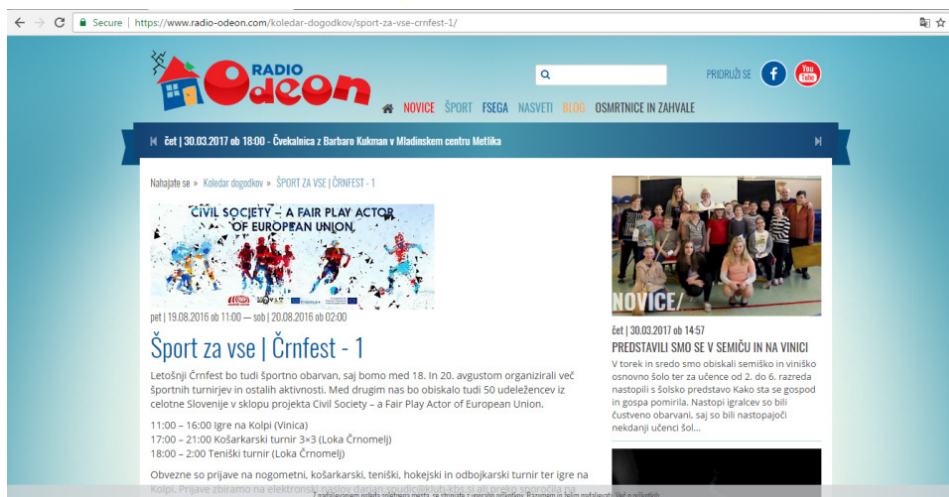 Secure | https://www.radio-odeon.com/koledar-dogodkov/sport-za-vse-crnfest-1/
RADIO
Odeon
PRIDRUŽI SE
You
Tube
NOVICE ŠPORT FSEGA NASVETI BLOG OSMRTNICE IN ZAHVALE
čet | 30.03.2017 ob 18:00 - Čvekalnica z Barbaro Kukman v Mladinskem centru Metlika
Nahajate se » Koledar dogodkov » ŠPORT ZA VSE | ČRNFEST - 1
CIVIL SOCIETY – A FAIR PLAY ACTOR
OF EUROPEAN UNION
pet | 19.08.2016 ob 11:00 — sob | 20.08.2016 ob 02:00
Šport za vse | Črnfest - 1
Letošnji Črnfest bo tudi športno obarvan, saj bomo med 18. In 20. avgustom organizirali več
športnih turnirjev in ostalih aktivnosti. Med drugim nas bo obiskalo tudi 50 udeležencev iz
celotne Slovenije v sklopu projekta Civil Society – a Fair Play Actor of European Union.
11:00 – 16:00 Igre na Kolpi (Vinica)
17:00 – 21:00 Košarkarski turnir 3×3 (Loka Črnomelj)
18:00 – 2:00 Teniški turnir (Loka Črnomelj)
Obvezne so prijave na nogometni, košarkarski, teniški, hokejski in odbojkarski turnir ter igre na
Kolpi. Prijave zbiramo na elektronski naslov
NOVICE/
čet | 30.03.2017 ob 14:57
PREDSTAVILI SMO SE V SEMIČU IN NA VINICI
V torek in sredo smo obiskali semiško in viniško
osnovno šolo ter za učence od 2. do 6. razreda
nastopili s šolsko predstavo Kako sta se gospod
in gospa pomirila. Nastopi igralcev so bili
čustveno obarvani, saj so bili nastopajoči
nekdanji učenci šol...